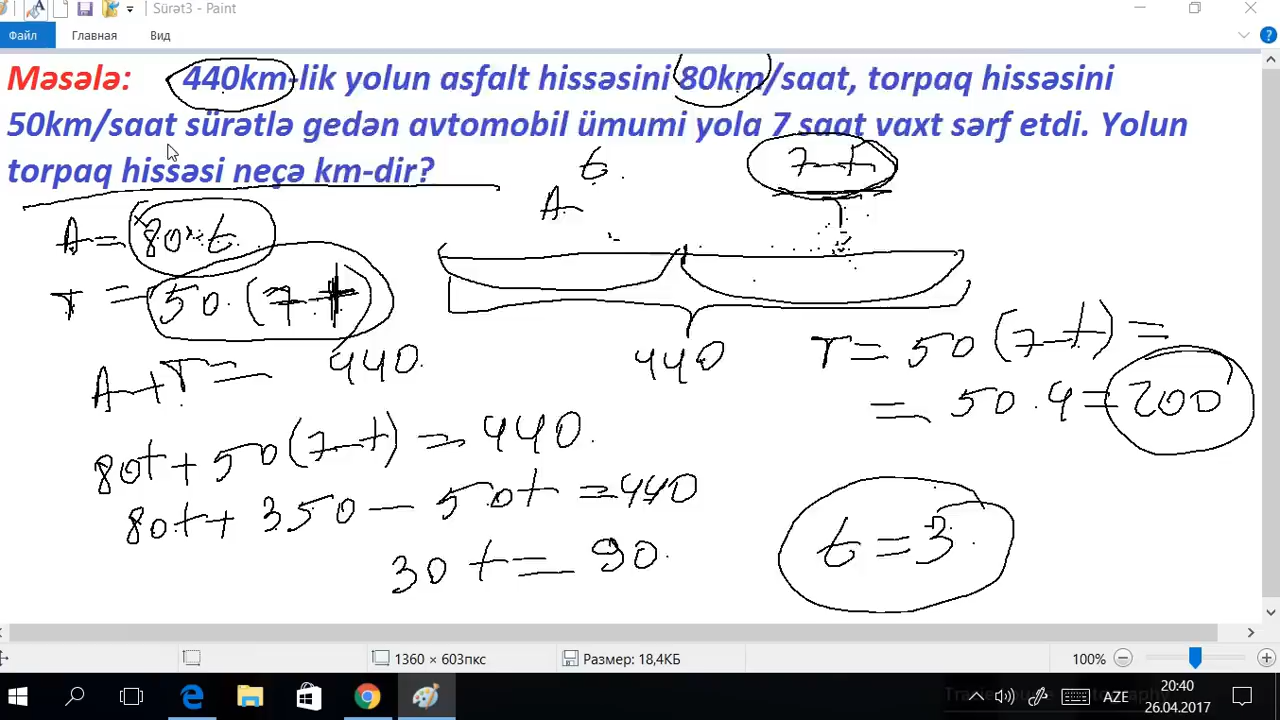 Sürət3 - Paint
Файл Главная Вид
Məsələ: 440km-lik yolun asfalt hissəsini 80km/saat, torpaq hissəsini
50km/saat sürətlə gedən avtomobil ümumi yola 7 saat vaxt sərf etdi. Yolun
torpaq hissəsi neçə km-dir?
t. 7-t
A T
A = 80·t
T = 50·(7-t)
A+T = 440.
440
T = 50(7-t) =
= 50·4 = 200
80t + 50(7-t) = 440.
80t + 350 - 50t = 440
30t = 90.
t = 3.
1360 × 603пкс Размер: 18,4КБ 100%
AZE 20:40
26.04.2017